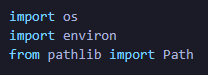 import os
import environ
from pathlib import Path